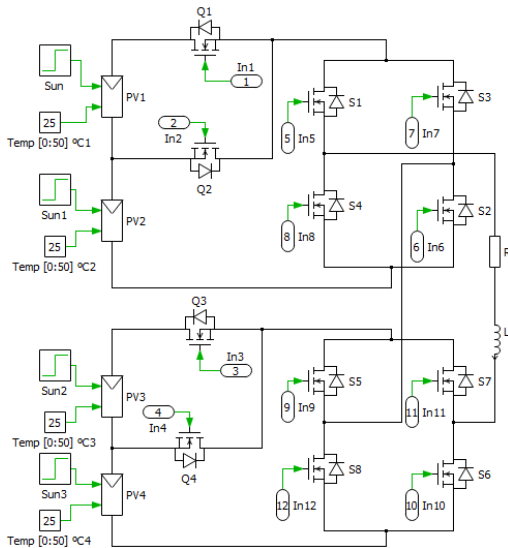 Q1
Sun
PV1
In1
1
S1
S3
25
Temp [0:50] ºC1
2
In2
5
In5
7
In7
Q2
Sun1
PV2
S4
S2
25
Temp [0:50] ºC2
8
In8
6
In6
R
Q3
L
Sun2
PV3
In3
3
S5
S7
25
Temp [0:50] ºC3
4
In4
9
In9
11
In11
Q4
Sun3
PV4
S8
S6
25
Temp [0:50] ºC4
12
In12
10
In10